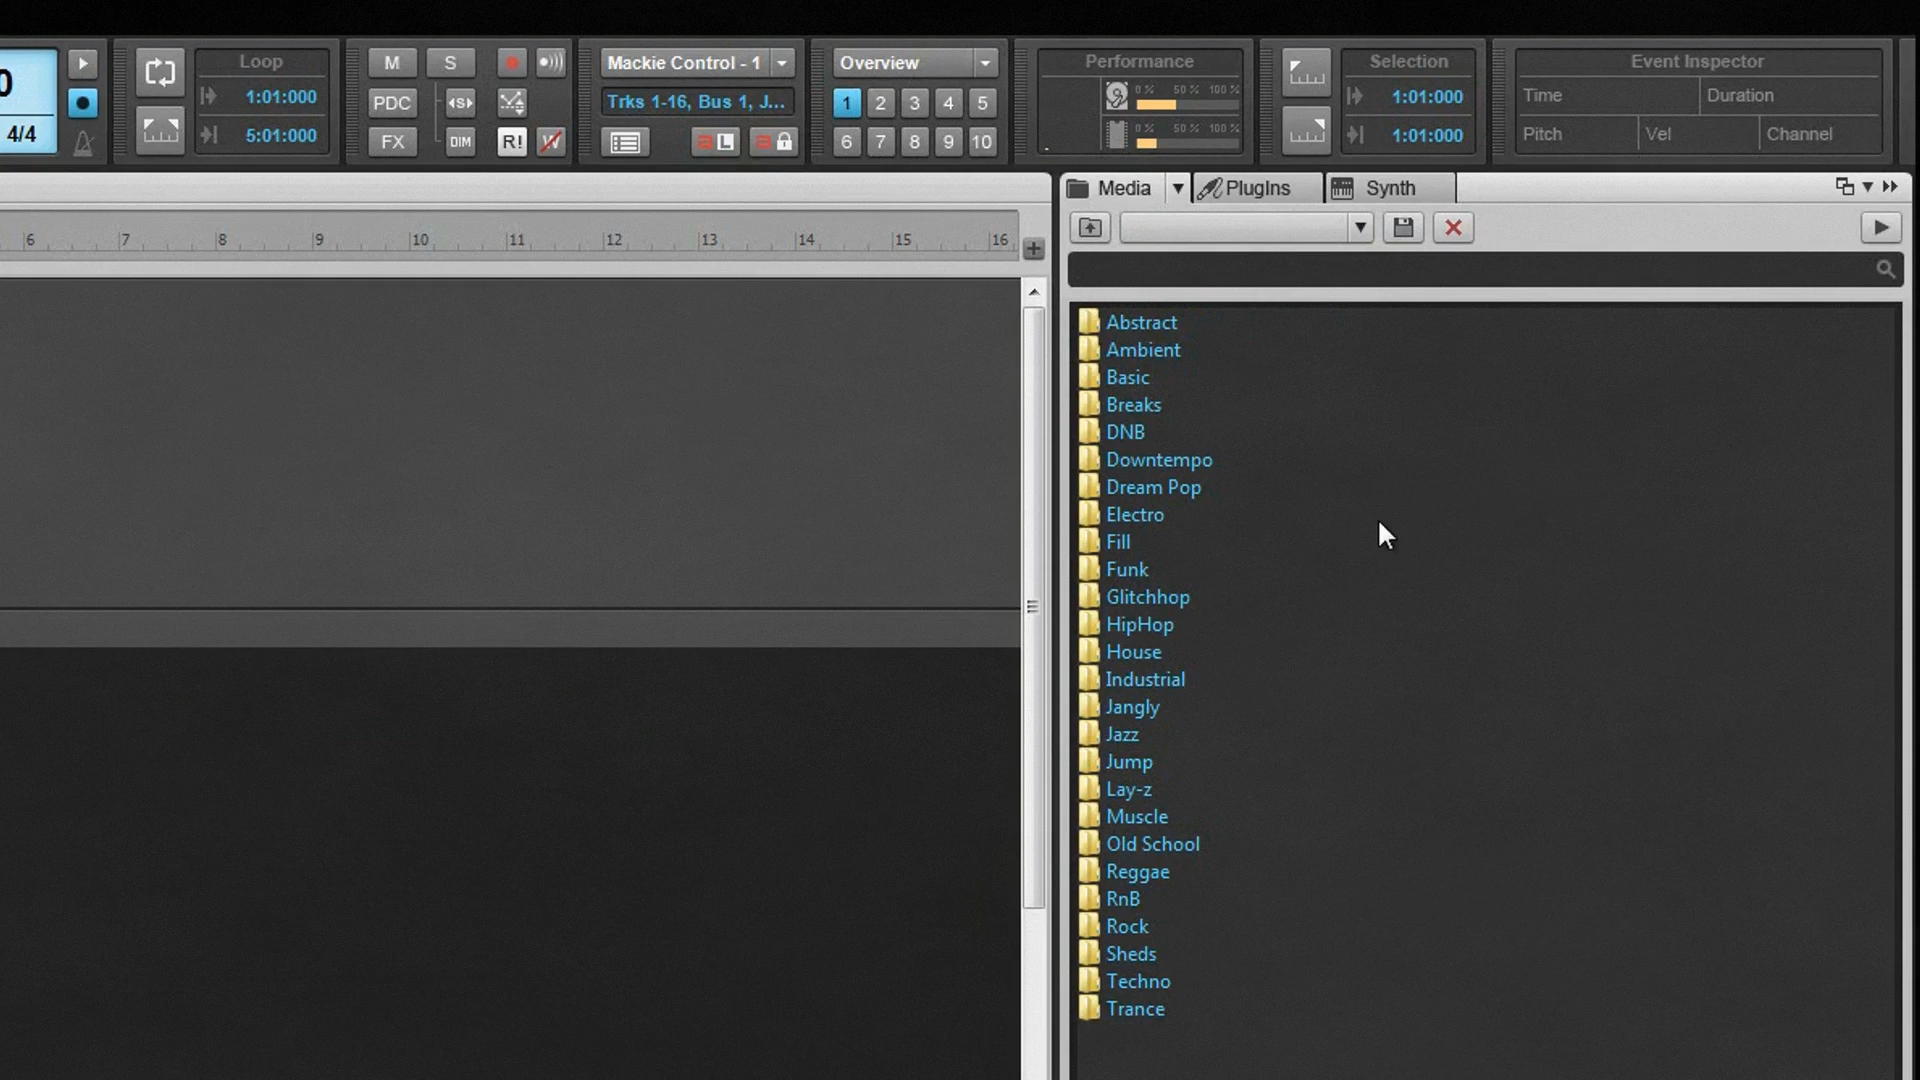 0
4/4
Loop
1:01:000
5:01:000
M S
PDC
FX DIM R!
Mackie Control - 1
Trks 1-16, Bus 1, J...
a L a
Overview
1 2 3 4 5
6 7 8 9 10
Performance
0 % 50 % 100 %
0 % 50 % 100 %
Selection
1:01:000
1:01:000
Event Inspector
Time Duration
Pitch Vel Channel
Media PlugIns Synth
6 7 8 9 10 11 12 13 14 15 16
Abstract
Ambient
Basic
Breaks
DNB
Downtempo
Dream Pop
Electro
Fill
Funk
Glitchhop
HipHop
House
Industrial
Jangly
Jazz
Jump
Lay-z
Muscle
Old School
Reggae
RnB
Rock
Sheds
Techno
Trance